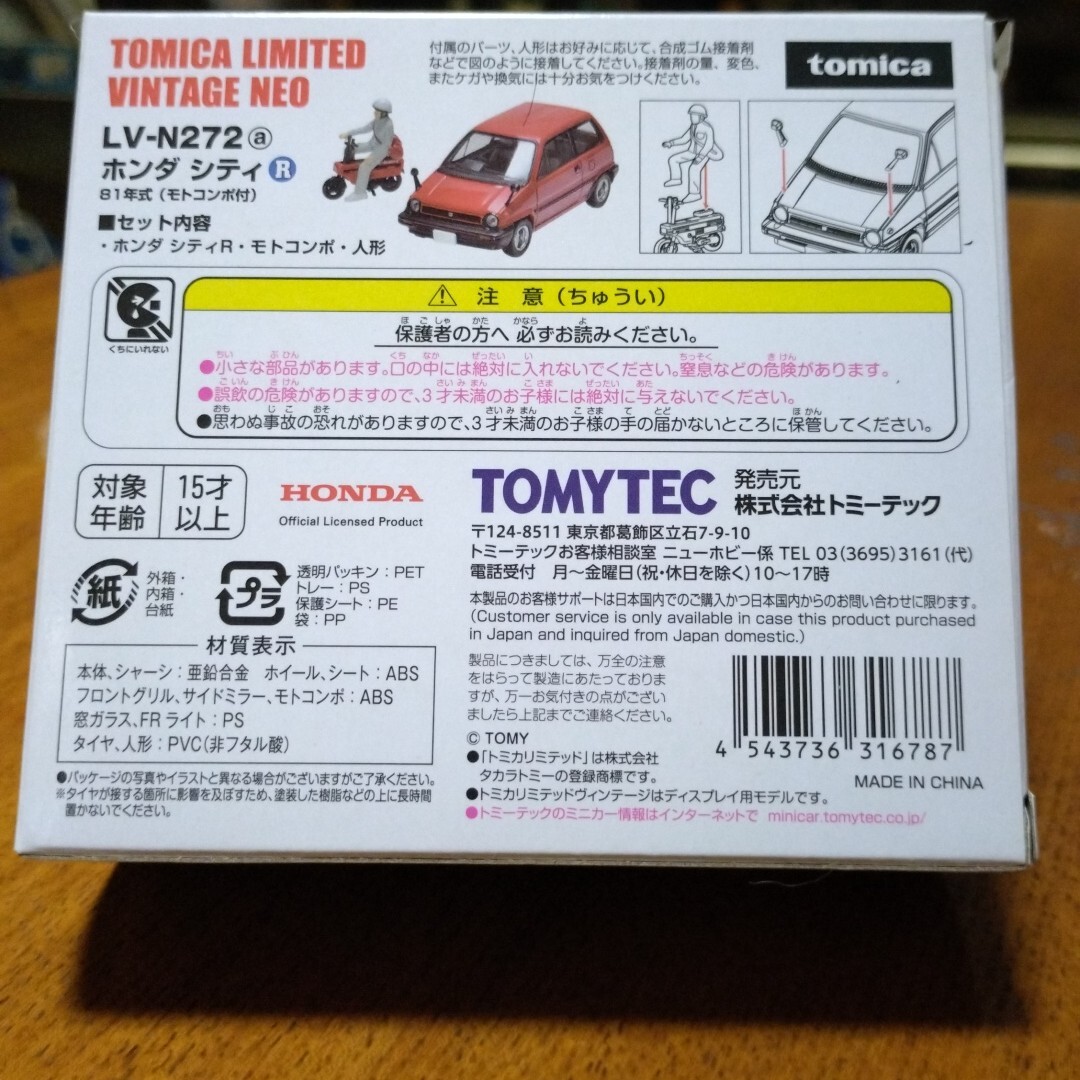 TOMICA LIMITED
VINTAGE NEO
LV-N272 ⓐ
ホンダ シティ R
81年式（モトコンポ付）
■セット内容
・ホンダ シティR・モトコンポ・人形
付属のパーツ、人形はお好みに応じて、合成ゴム接着剤
などで図のように接着してください。接着剤の量、変色、
またケガや換気には十分お気をつけください。
tomica
くちにいれない
⚠ 注 意（ちゅうい）
保護者の方へ 必ずお読みください。
●小さな部品があります。口の中には絶対に入れないでください。窒息などの危険があります。
●誤飲の危険がありますので、3才未満のお子様には絶対に与えないでください。
●思わぬ事故の恐れがありますので、3才未満のお子様の手の届かないところに保管してください。
対象
年齢
15才
以上
HONDA
Official Licensed Product
TOMYTEC
発売元
株式会社トミーテック
〒124-8511 東京都葛飾区立石7-9-10
トミーテックお客様相談室 ニューホビー係 TEL 03(3695)3161(代)
電話受付 月～金曜日(祝・休日を除く)10～17時
本製品のお客様サポートは日本国内でのご購入かつ日本国内からのお問い合わせに限ります。
(Customer service is only available in case this product purchased
in Japan and inquired from Japan domestic.)
紙
外箱・
内箱・
台紙
プラ
透明パッキン：PET
トレー：PS
保護シート：PE
袋：PP
材質表示
本体、シャーシ：亜鉛合金 ホイール、シート：ABS
フロントグリル、サイドミラー、モトコンポ：ABS
窓ガラス、FRライト：PS
タイヤ、人形：PVC(非フタル酸)
●パッケージの写真やイラストと異なる場合がございますがご了承ください。
※タイヤが接する箇所に影響を及ぼすため、塗装した樹脂などの上に長時間
置かないでください。
製品につきましては、万全の注意
をはらって製造にあたっておりま
すが、万一お気付きの点がござい
ましたら上記までご連絡ください。
© TOMY
●「トミカリミテッド」は株式会社
タカラトミーの登録商標です。
●トミカリミテッドヴィンテージはディスプレイ用モデルです。
●トミーテックのミニカー情報はインターネットで minicar.tomytec.co.jp/
4 543736 316787
MADE IN CHINA